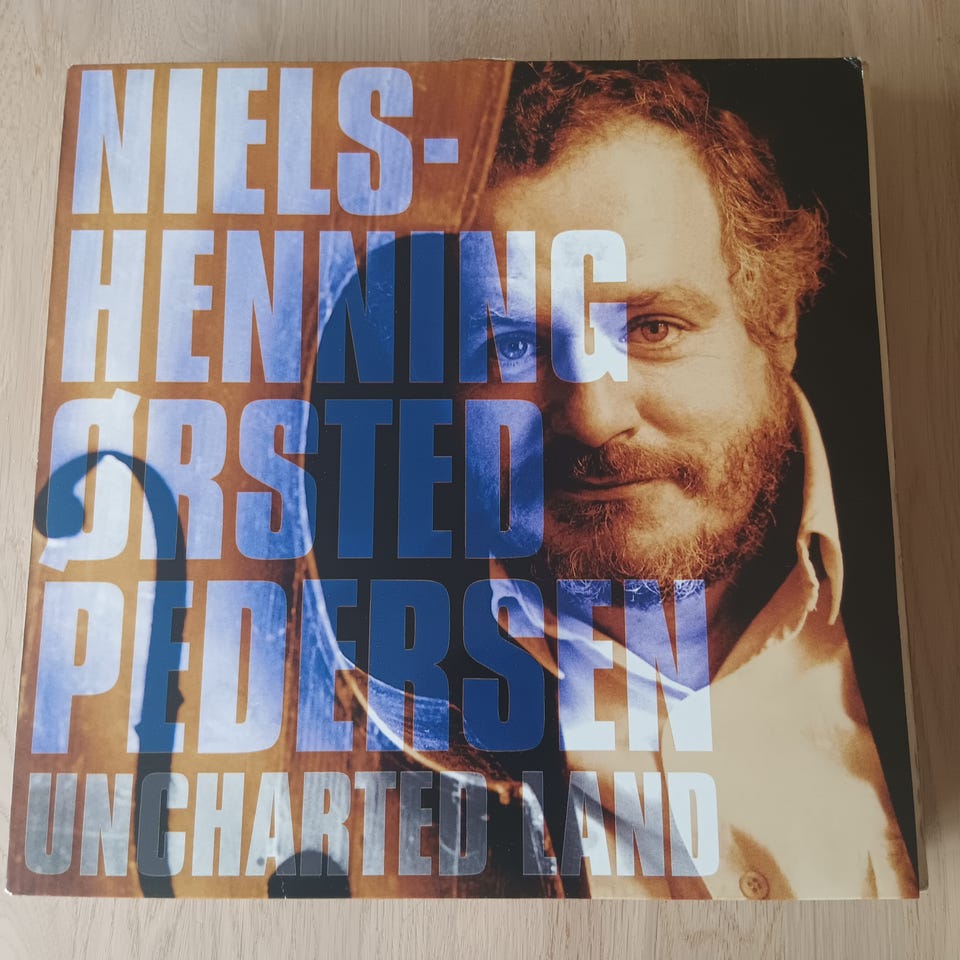 NIELS-
HENNING
ØRSTED
PEDERSEN
UNCHARTED LAND